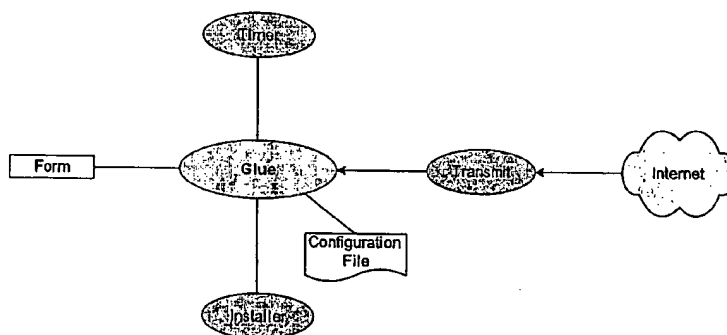 Timer
Form
Glue
Transmit
Internet
Configuration
File
Installer